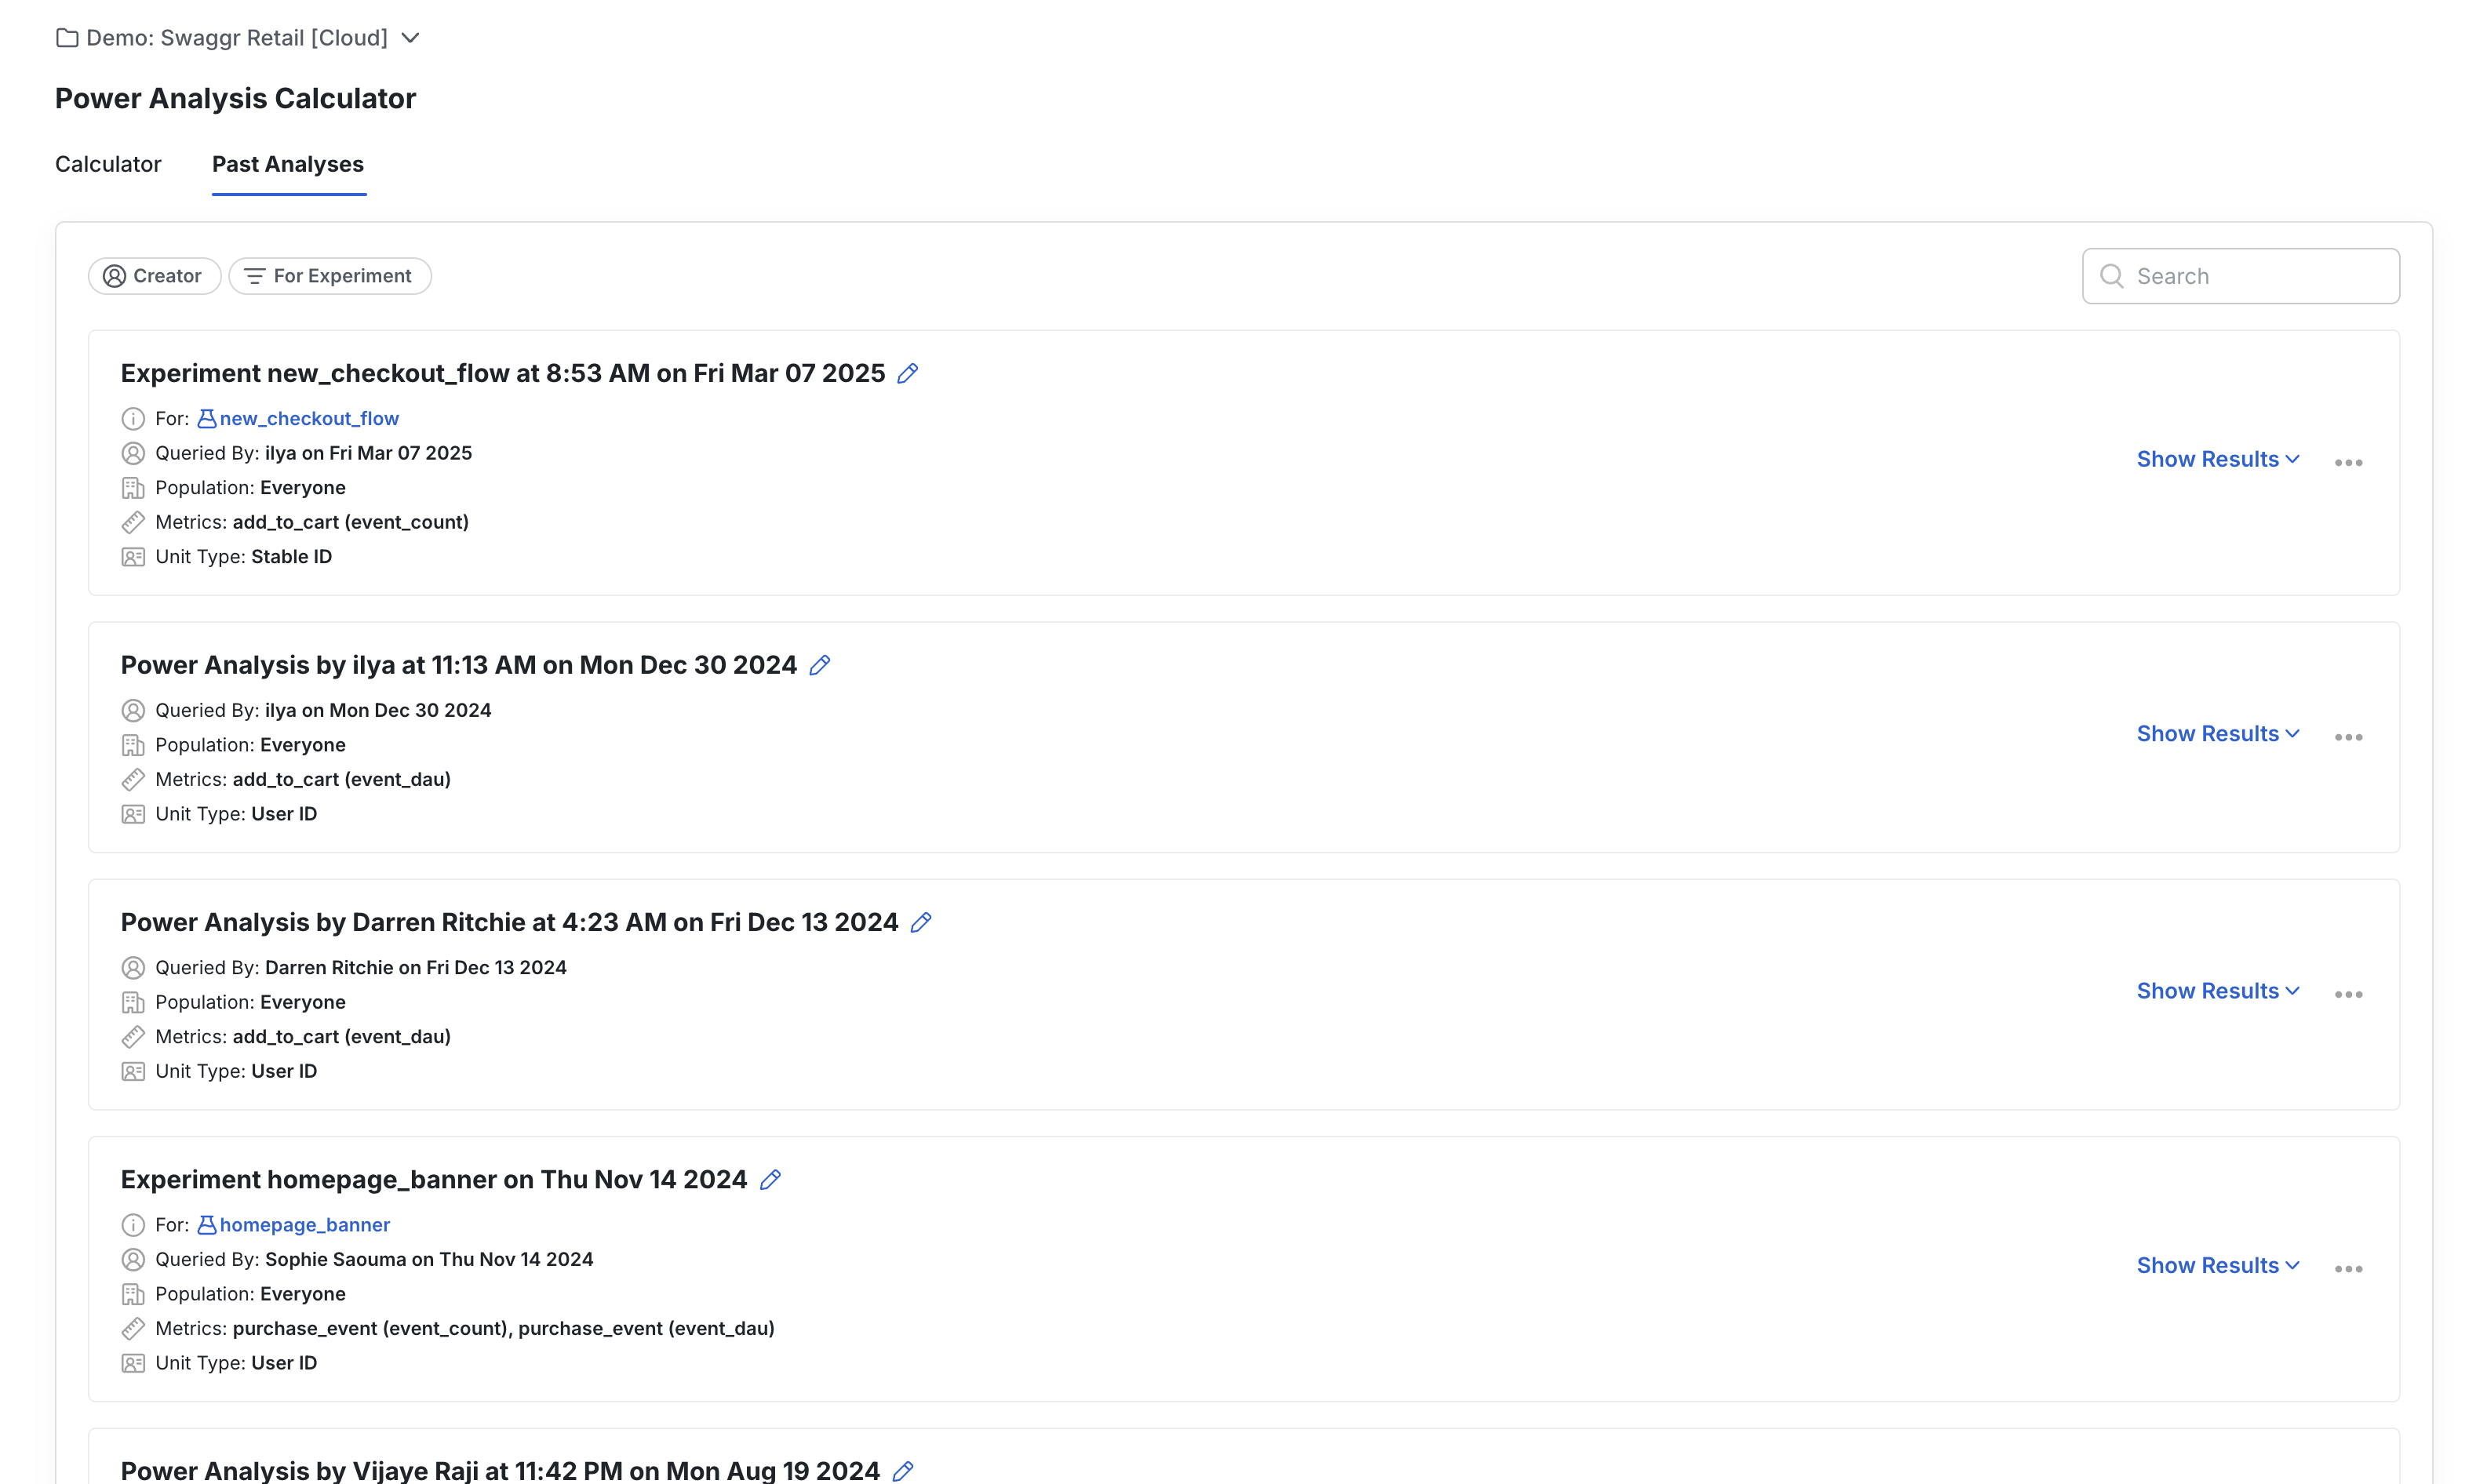 Demo: Swaggr Retail [Cloud]
Power Analysis Calculator
Calculator Past Analyses
Creator For Experiment Search
Experiment new_checkout_flow at 8:53 AM on Fri Mar 07 2025
For: new_checkout_flow
Queried By: ilya on Fri Mar 07 2025
Show Results
Population: Everyone
Metrics: add_to_cart (event_count)
Unit Type: Stable ID
Power Analysis by ilya at 11:13 AM on Mon Dec 30 2024
Queried By: ilya on Mon Dec 30 2024
Show Results
Population: Everyone
Metrics: add_to_cart (event_dau)
Unit Type: User ID
Power Analysis by Darren Ritchie at 4:23 AM on Fri Dec 13 2024
Queried By: Darren Ritchie on Fri Dec 13 2024
Show Results
Population: Everyone
Metrics: add_to_cart (event_dau)
Unit Type: User ID
Experiment homepage_banner on Thu Nov 14 2024
For: homepage_banner
Queried By: Sophie Saouma on Thu Nov 14 2024
Show Results
Population: Everyone
Metrics: purchase_event (event_count), purchase_event (event_dau)
Unit Type: User ID
Power Analysis by Vijaye Raji at 11:42 PM on Mon Aug 19 2024